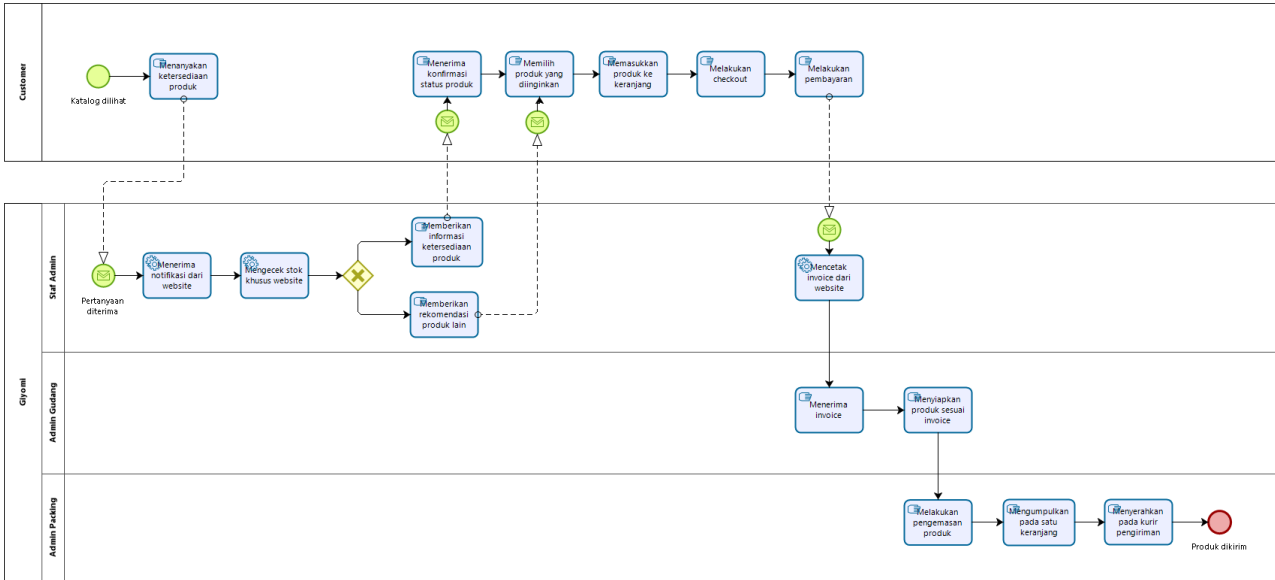 Customer
Katalog dilihat
Menanyakan
ketersediaan
produk
Menerima
konfirmasi
status produk
Memilih
produk yang
diinginkan
Memasukkan
produk ke
keranjang
Melakukan
checkout
Melakukan
pembayaran
Giyomi
Staf Admin
Pertanyaan
diterima
Menerima
notifikasi dari
website
Mengecek stok
khusus website
Memberikan
informasi
ketersediaan
produk
Memberikan
rekomendasi
produk lain
Mencetak
invoice dari
website
Admin Gudang
Menerima
invoice
Menyiapkan
produk sesuai
invoice
Admin Packing
Melakukan
pengemasan
produk
Mengumpulkan
pada satu
keranjang
Menyerahkan
pada kurir
pengiriman
Produk dikirim